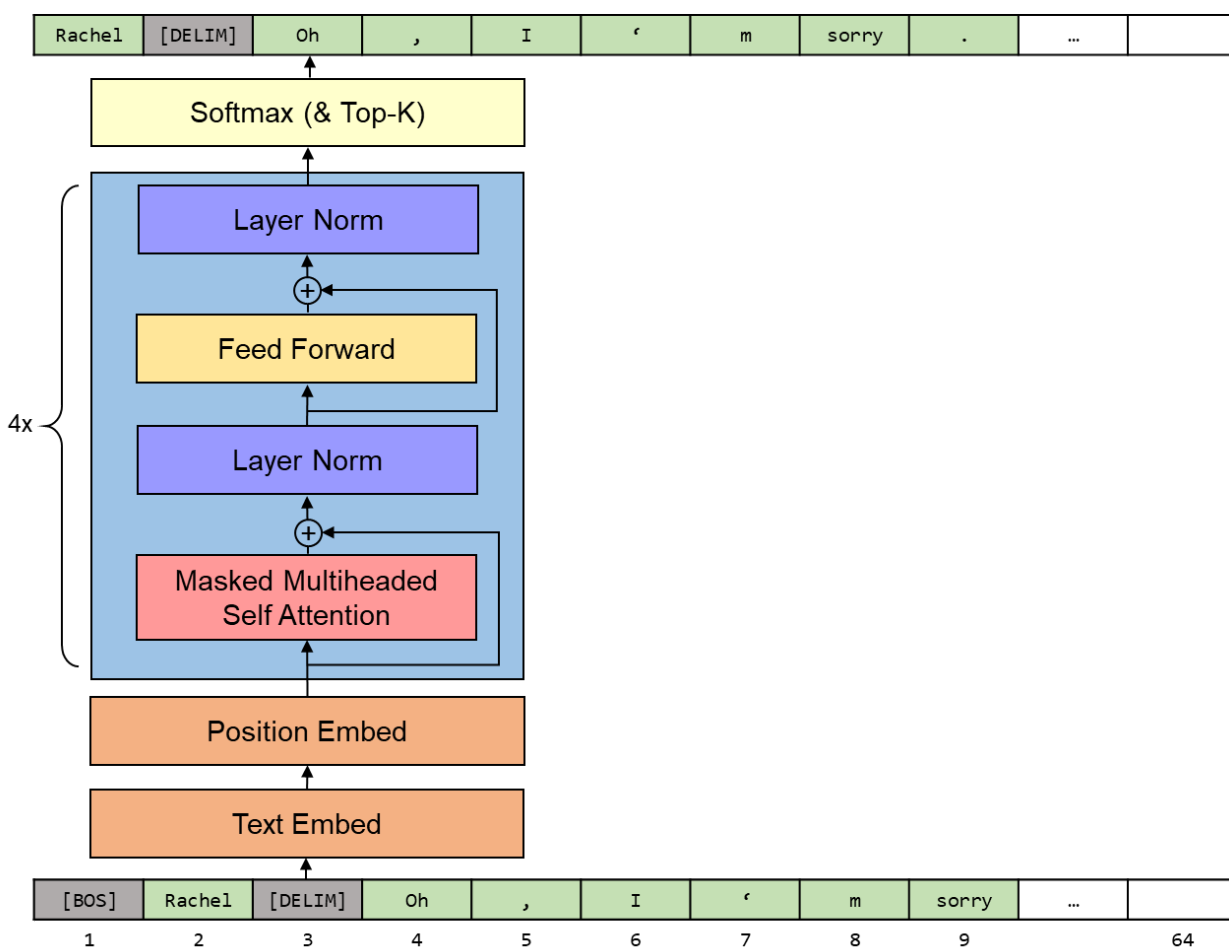 Rachel [DELIM] Oh , I ‘ m sorry . …
Softmax (& Top-K)
Layer Norm
+
Feed Forward
4x
Layer Norm
+
Masked Multiheaded
Self Attention
Position Embed
Text Embed
[BOS] Rachel [DELIM] Oh , I ‘ m sorry …
1 2 3 4 5 6 7 8 9 64